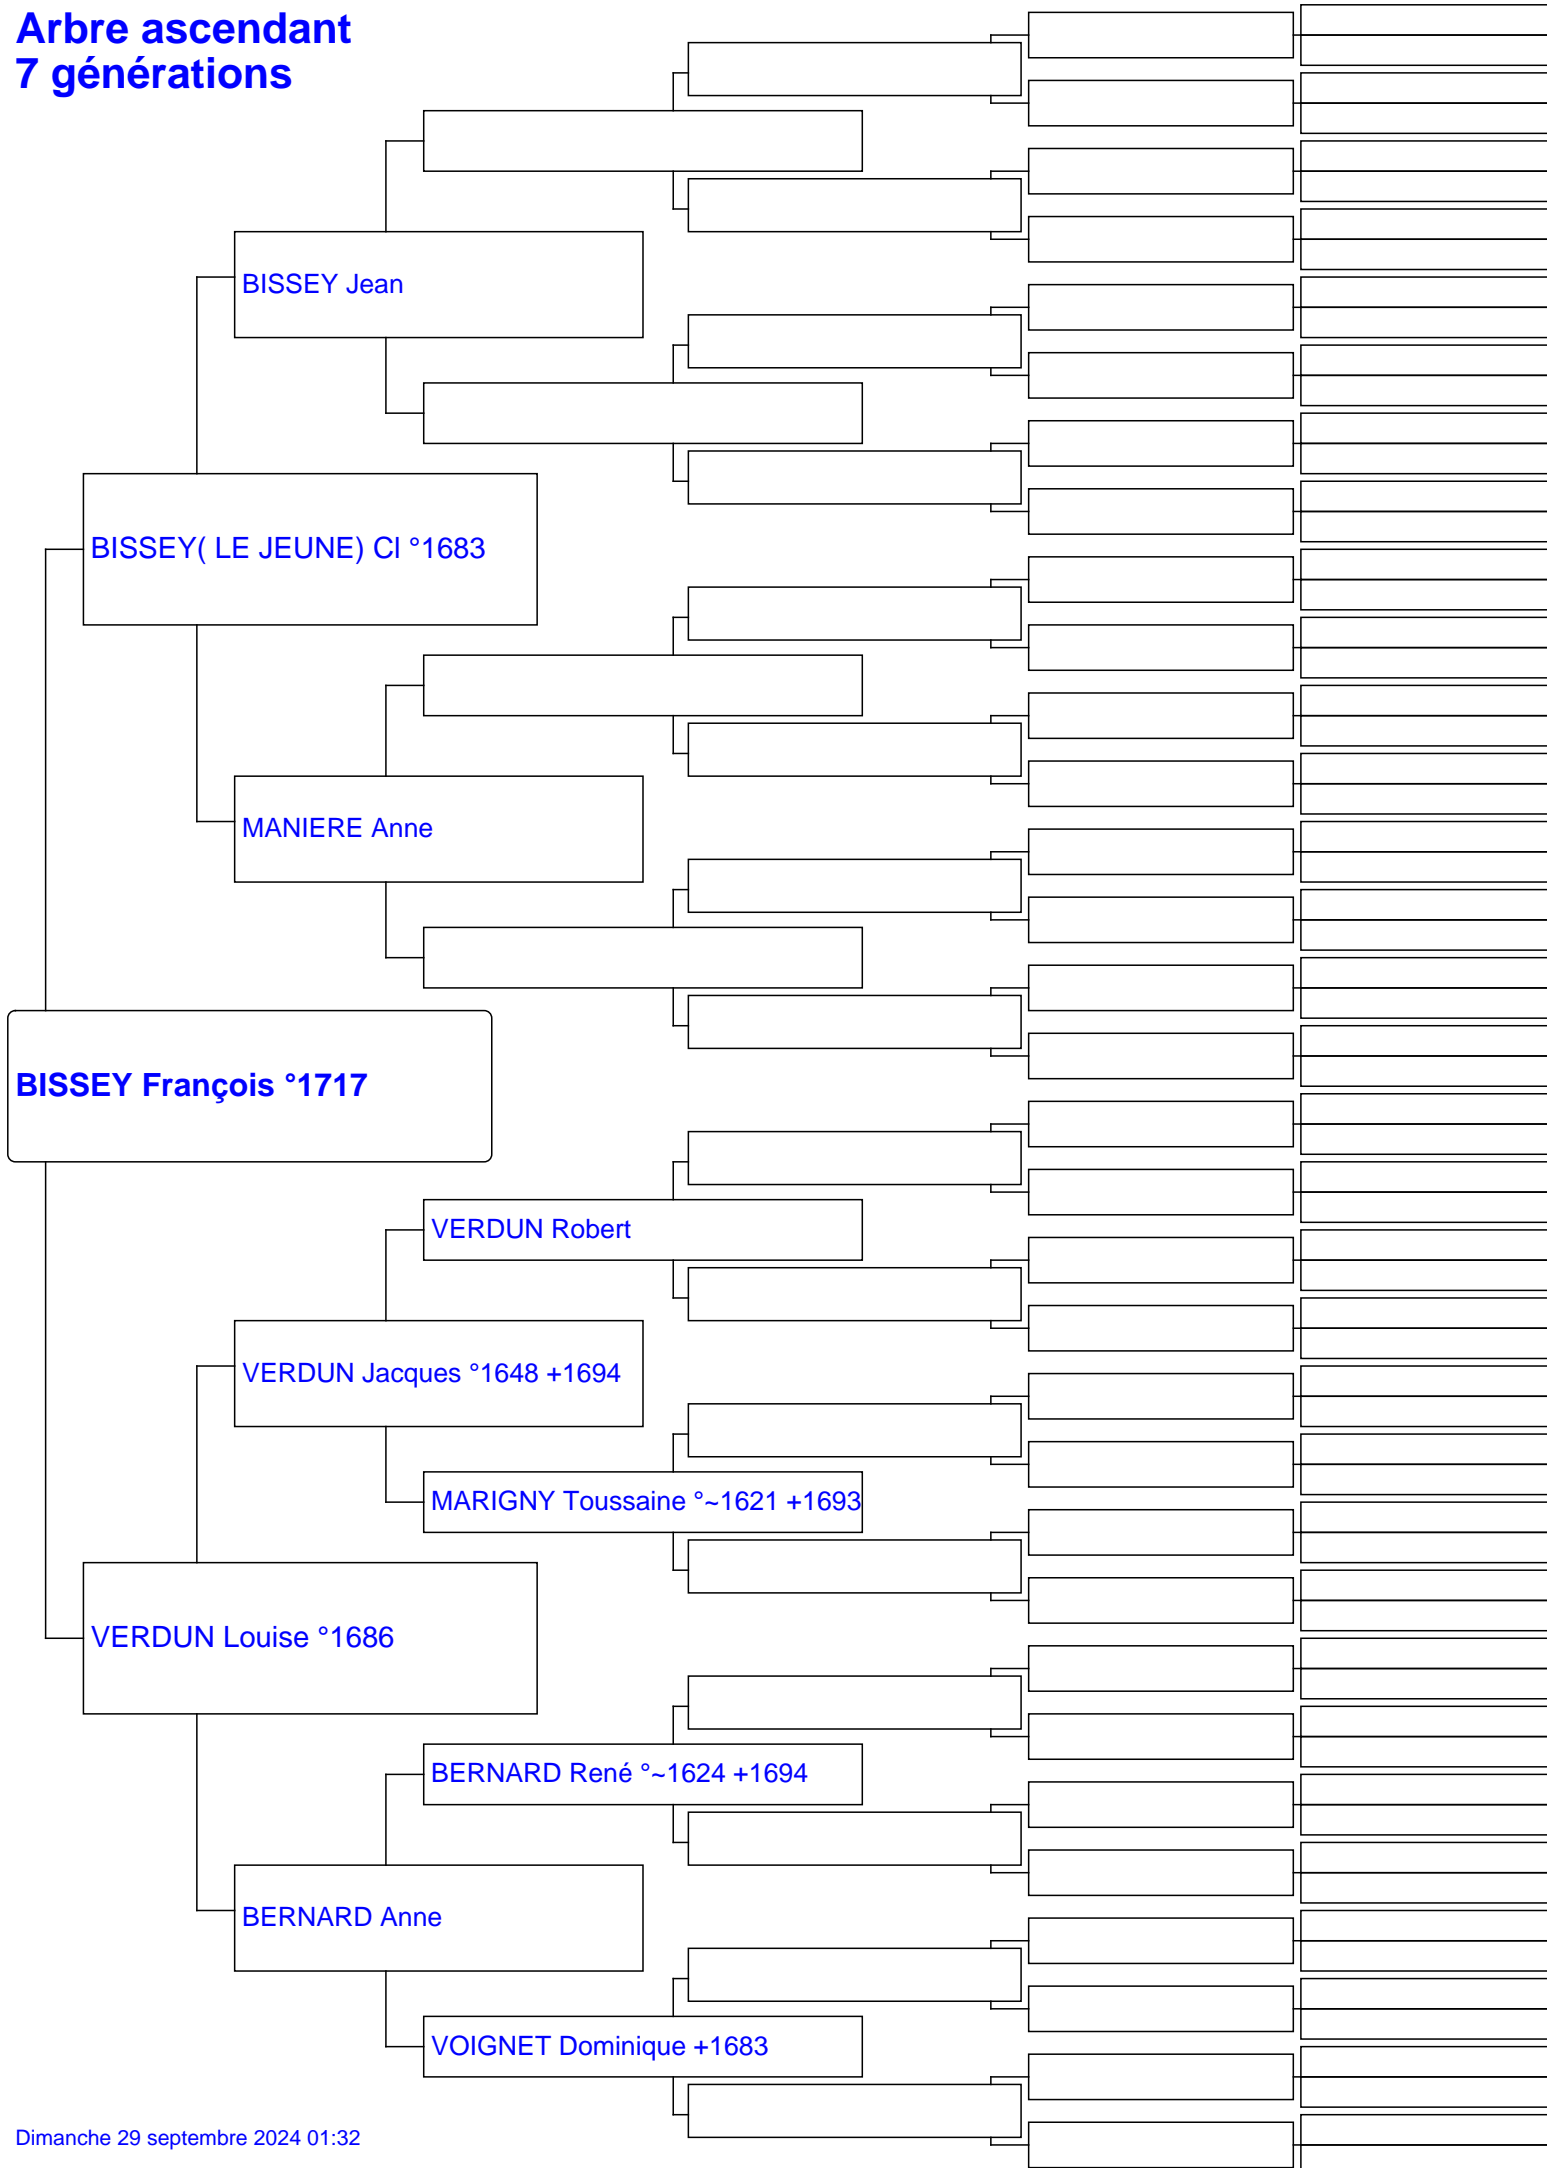 Arbre ascendant
7 générations
BISSEY Jean
BISSEY( LE JEUNE) Cl °1683
MANIERE Anne
BISSEY François °1717
VERDUN Robert
VERDUN Jacques °1648 +1694
MARIGNY Toussaine °~1621 +1693
VERDUN Louise °1686
BERNARD René °~1624 +1694
BERNARD Anne
VOIGNET Dominique +1683
Dimanche 29 septembre 2024 01:32